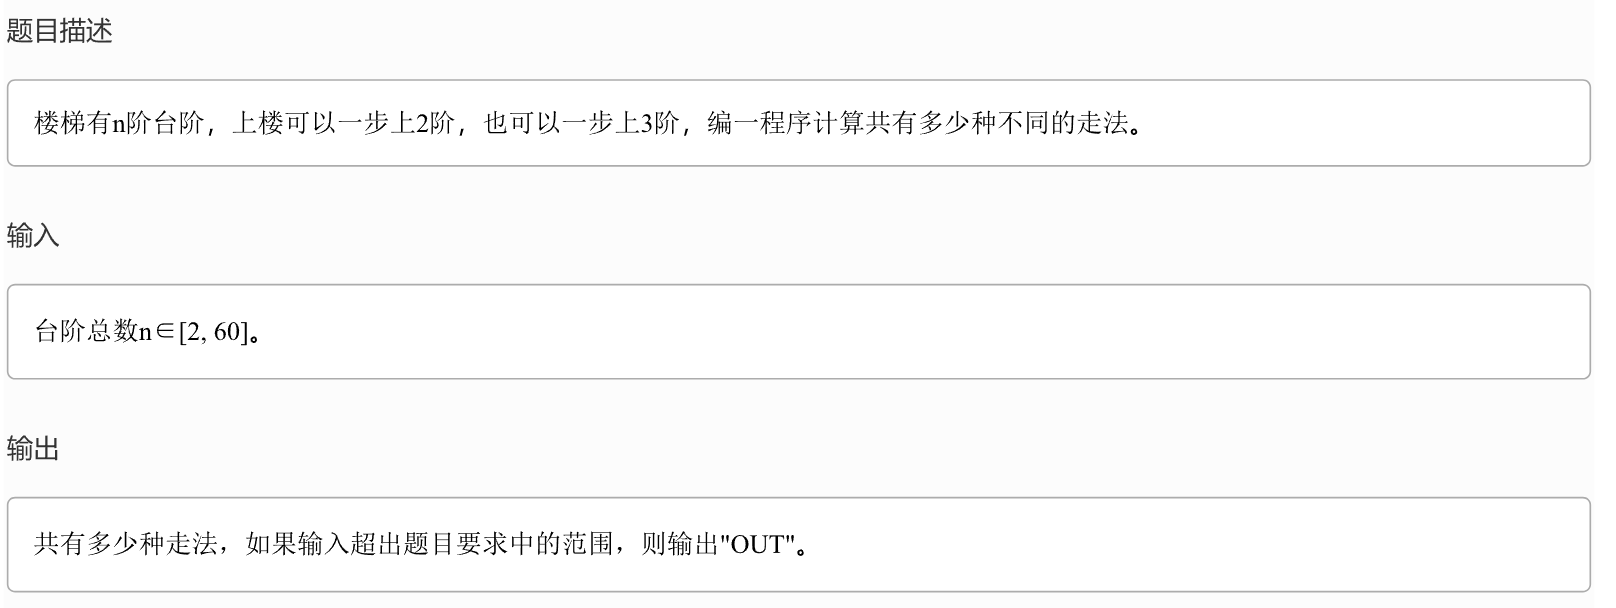 题目描述
楼梯有n阶台阶，上楼可以一步上2阶，也可以一步上3阶，编一程序计算共有多少种不同的走法。
输入
台阶总数n∈[2, 60]。
输出
共有多少种走法，如果输入超出题目要求中的范围，则输出"OUT"。